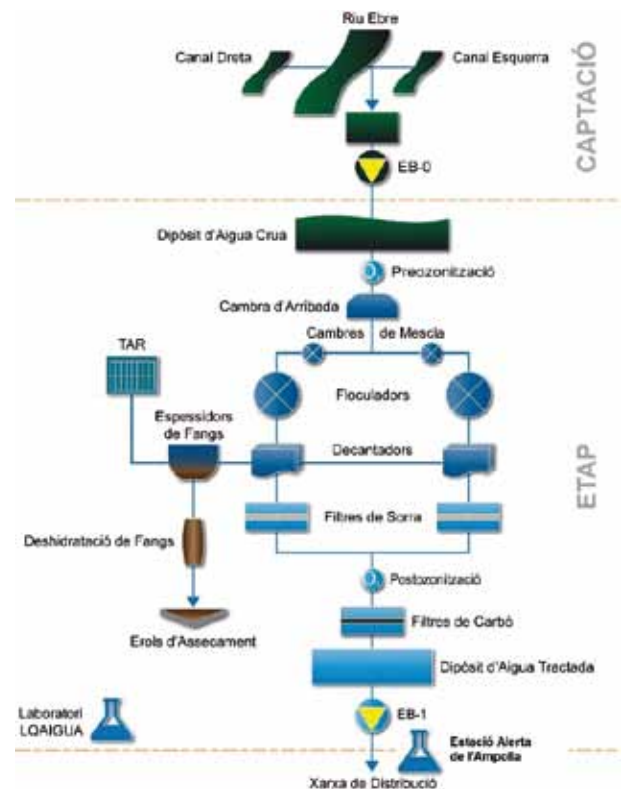 Riu Ebre
Canal Dreta
Canal Esquerra
CAPTACIÓ
EB-0
Dipòsit d'Aigua Crua
Preozonització
Cambra d'Arribada
Cambres de Mescla
TAR
Floculadors
Espessidors
de Fangs
Decantadors
ETAP
Filtres de Sorra
Deshidratació de Fangs
Postozonització
Filtres de Carbó
Erols d'Assecament
Dipòsit d'Aigua Tractada
Laboratori
LQAIGUA
EB-1
Estació Alerta
de l'Ampolla
Xarxa de Distribució